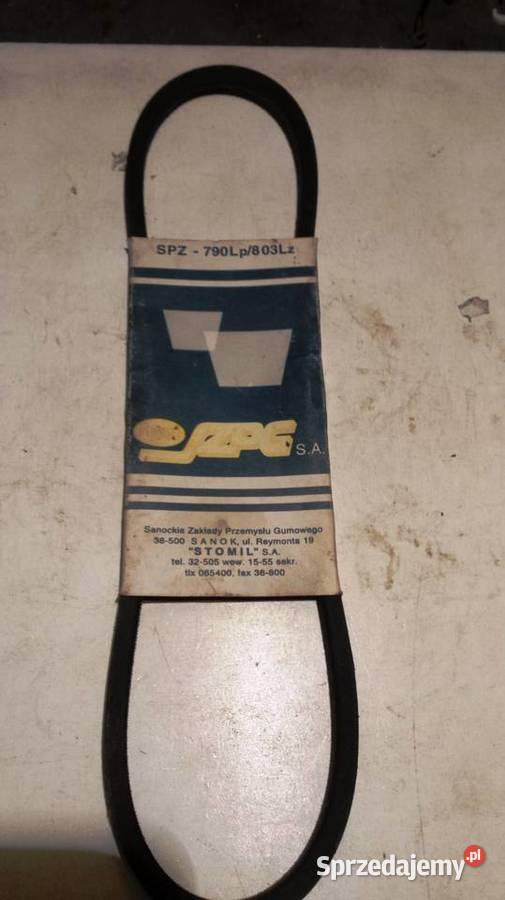 SPZ - 790Lp/803Lz
SZPG S.A.
Sanockie Zakłady Przemysłu Gumowego
38-500 SANOK, ul. Reymonta 19
"STOMIL" S.A.
tel. 32-505 wew. 15-55 sekr.
tlx 065400, fax 36-800
Sprzedajemy.pl